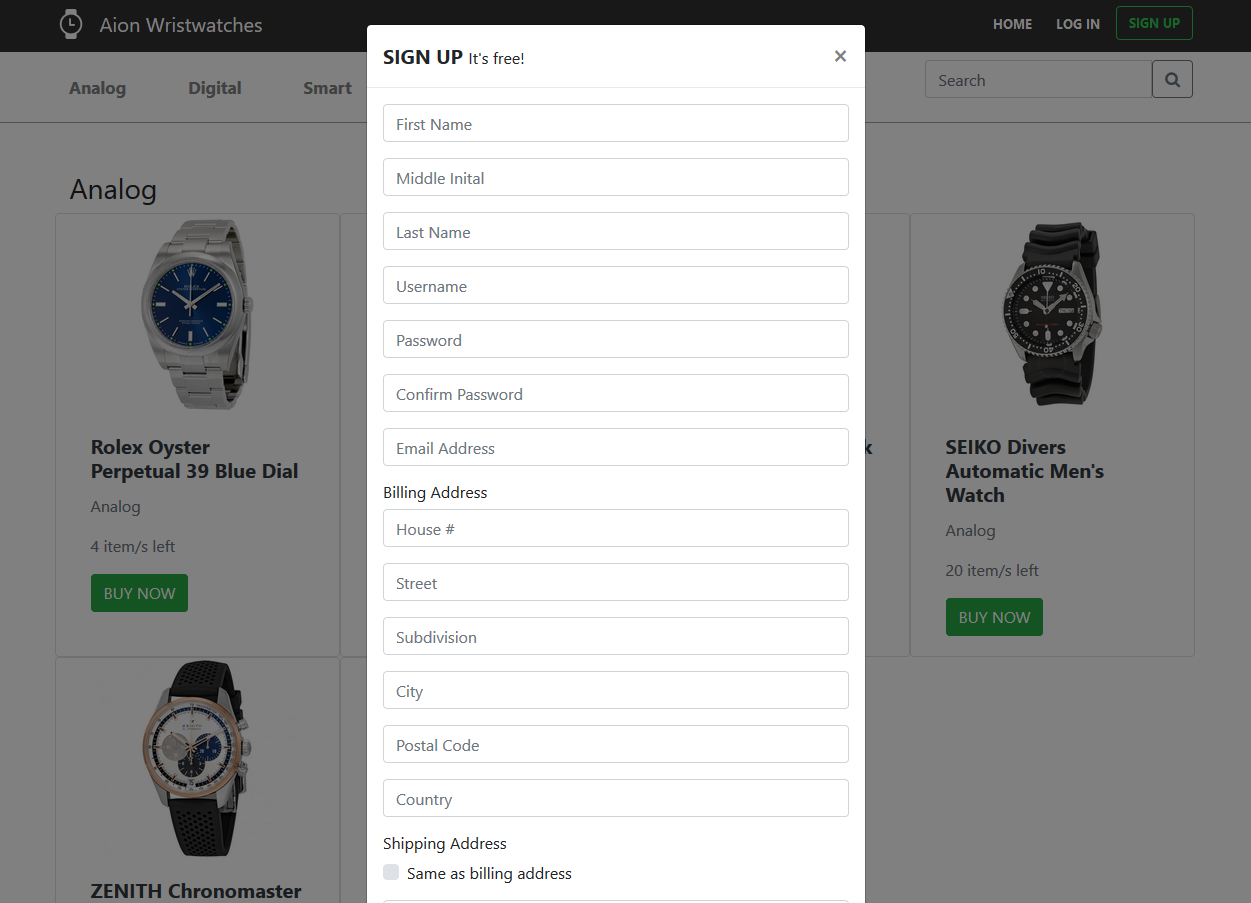 Aion Wristwatches
HOME
LOG IN
SIGN UP
Analog
Digital
Smart
Search
SIGN UP It's free!
×
First Name
Middle Inital
Last Name
Username
Password
Confirm Password
Email Address
Billing Address
House #
Street
Subdivision
City
Postal Code
Country
Shipping Address
Same as billing address
Analog
Rolex Oyster
Perpetual 39 Blue Dial
Analog
4 item/s left
BUY NOW
k
SEIKO Divers
Automatic Men's
Watch
Analog
20 item/s left
BUY NOW
ZENITH Chronomaster